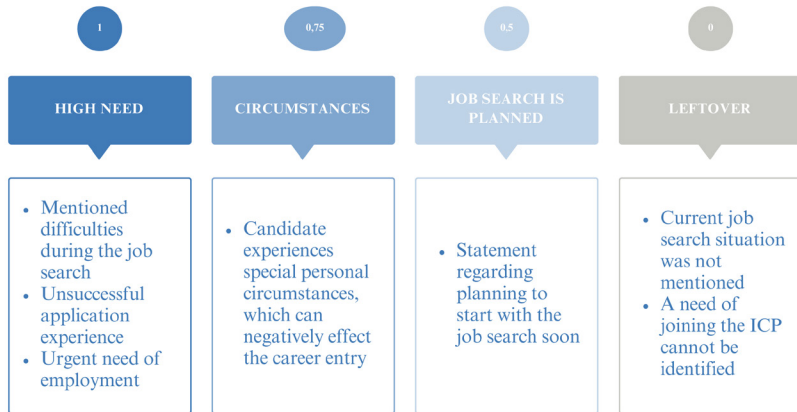 1
0,75
0.5
0
HIGH NEED
CIRCUMSTANCES
JOB SEARCH IS
PLANNED
LEFTOVER
• Mentioned
difficulties
during the job
search
• Unsuccessful
application
experience
• Urgent need of
employment
• Candidate
experiences
special personal
circumstances,
which can
negatively effect
the career entry
• Statement
regarding
planning to
start with the
job search soon
• Current job
search situation
was not
mentioned
• A need of
joining the ICP
cannot be
identified